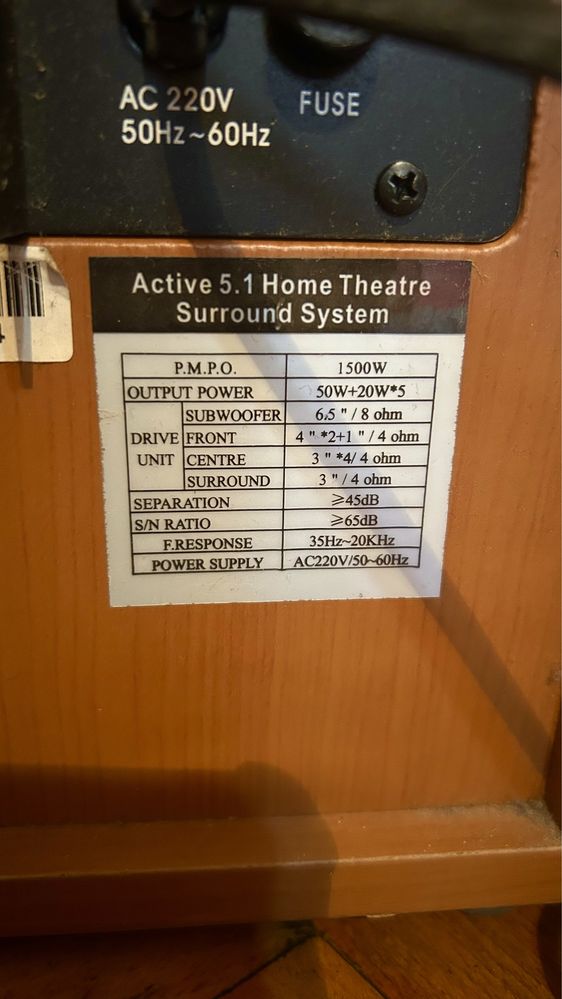 AC 220V FUSE
50Hz~60Hz
4
Active 5.1 Home Theatre
Surround System
P.M.P.O. 1500W
OUTPUT POWER 50W+20W*5
SUBWOOFER 6.5 " / 8 ohm
DRIVE FRONT 4 " *2+1 " / 4 ohm
UNIT CENTRE 3 " *4/ 4 ohm
SURROUND 3 " / 4 ohm
SEPARATION ≥45dB
S/N RATIO ≥65dB
F.RESPONSE 35Hz~20KHz
POWER SUPPLY AC220V/50~60Hz